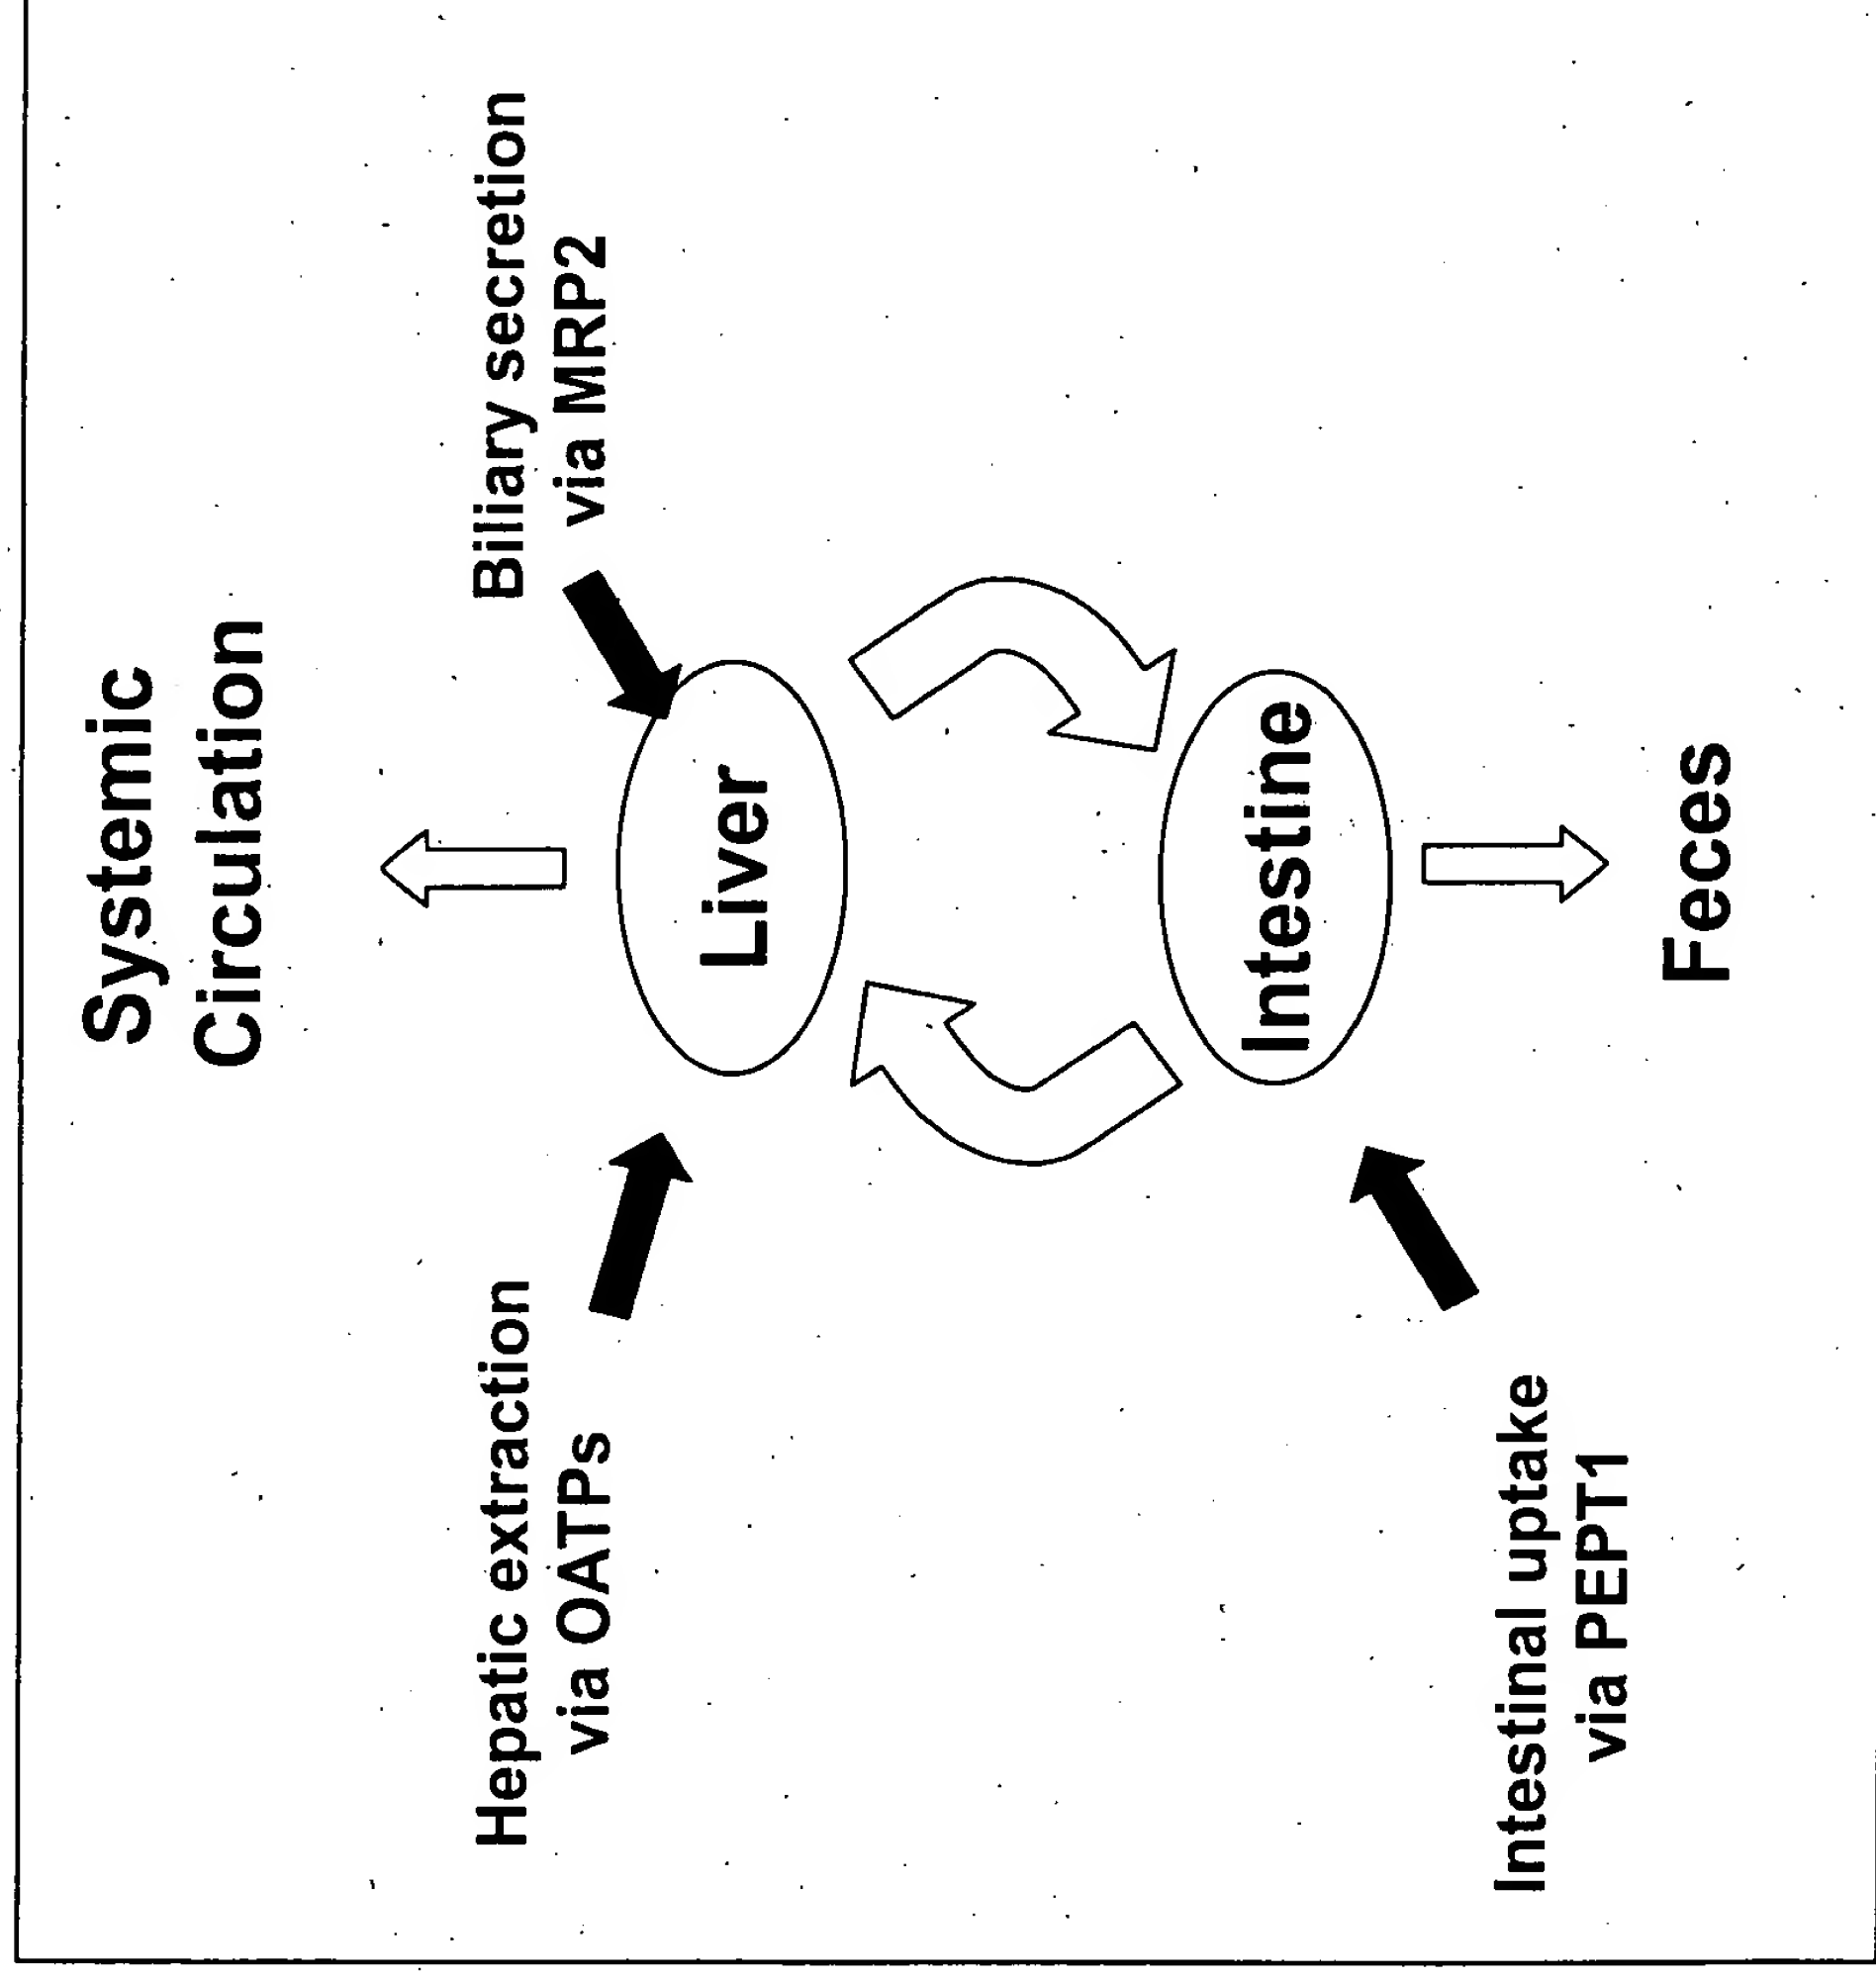 Systemic
Circulation
Hepatic extraction
via OATPs
Biliary secretion
via MRP2
Liver
Intestine
Intestinal uptake
via PEPT1
Feces